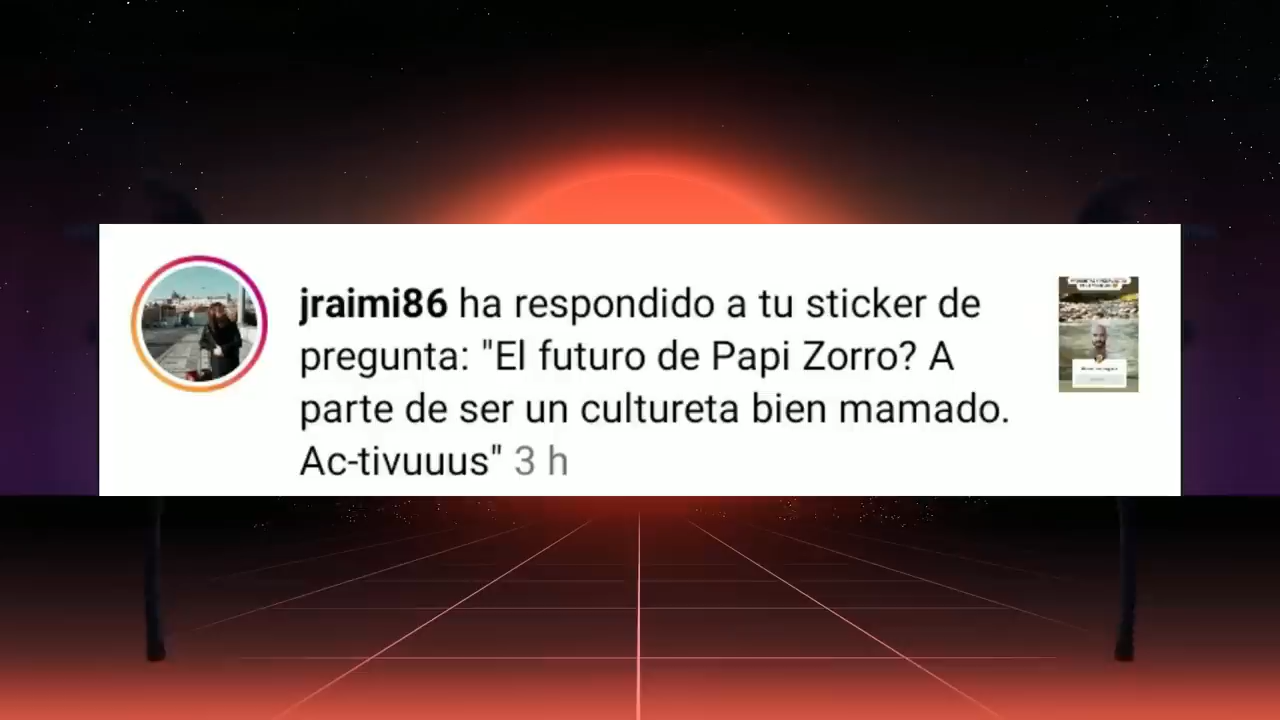 jraimi86 ha respondido a tu sticker de
pregunta: "El futuro de Papi Zorro? A
parte de ser un cultureta bien mamado.
Ac-tivuuus" 3 h